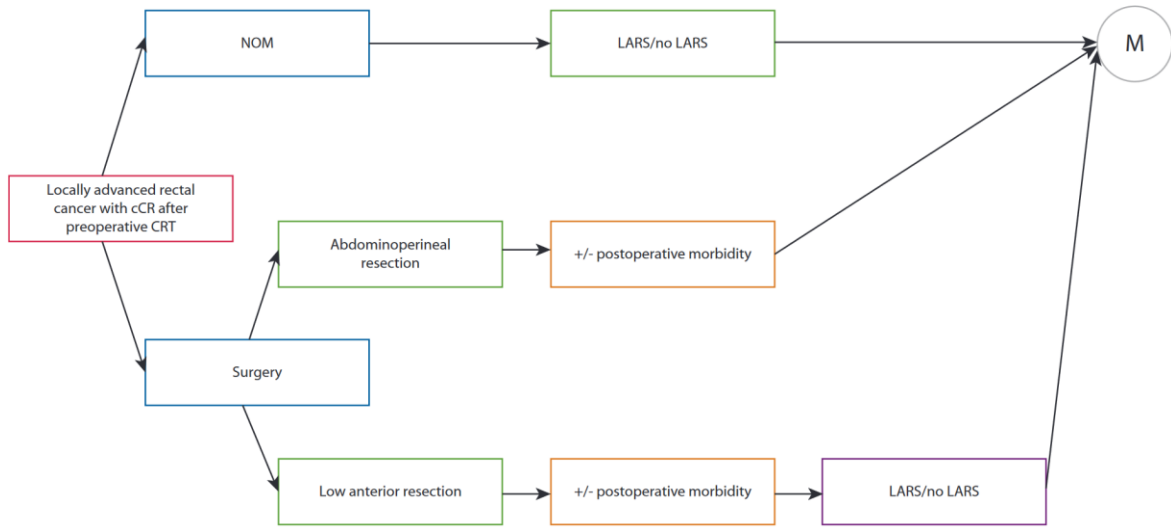 NOM
LARS/no LARS
M
Locally advanced rectal
cancer with cCR after
preoperative CRT
Abdominoperineal
resection
+/- postoperative morbidity
Surgery
Low anterior resection
+/- postoperative morbidity
LARS/no LARS